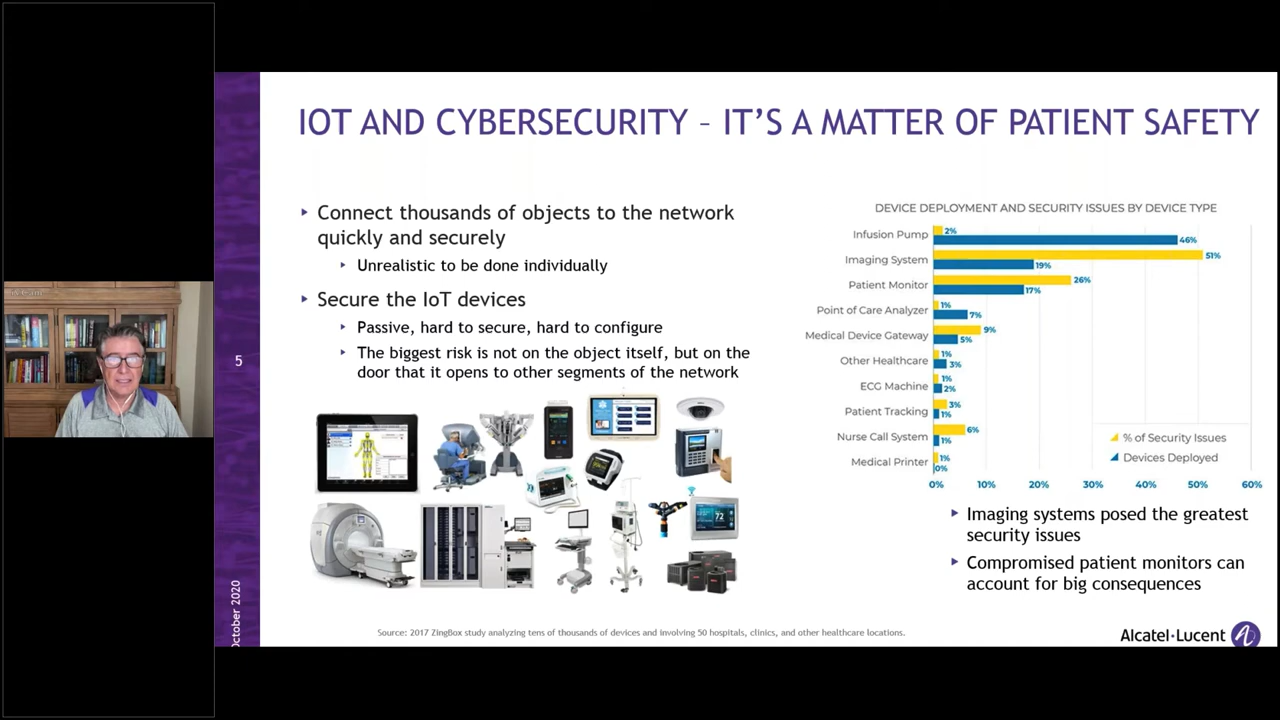 IOT AND CYBERSECURITY – IT'S A MATTER OF PATIENT SAFETY
Connect thousands of objects to the network
quickly and securely
Unrealistic to be done individually
Secure the IoT devices
Passive, hard to secure, hard to configure
The biggest risk is not on the object itself, but on the
door that it opens to other segments of the network
DEVICE DEPLOYMENT AND SECURITY ISSUES BY DEVICE TYPE
Infusion Pump 2% 46%
Imaging System 51% 19%
Patient Monitor 26% 17%
Point of Care Analyzer 1% 7%
Medical Device Gateway 9% 5%
Other Healthcare 1% 3%
ECG Machine 1% 2%
Patient Tracking 3% 1%
Nurse Call System 6% 1%
Medical Printer 1% 0%
% of Security Issues
Devices Deployed
0% 10% 20% 30% 40% 50% 60%
Imaging systems posed the greatest
security issues
Compromised patient monitors can
account for big consequences
72
5
October 2020
Source: 2017 ZingBox study analyzing tens of thousands of devices and involving 50 hospitals, clinics, and other healthcare locations.
Alcatel·Lucent